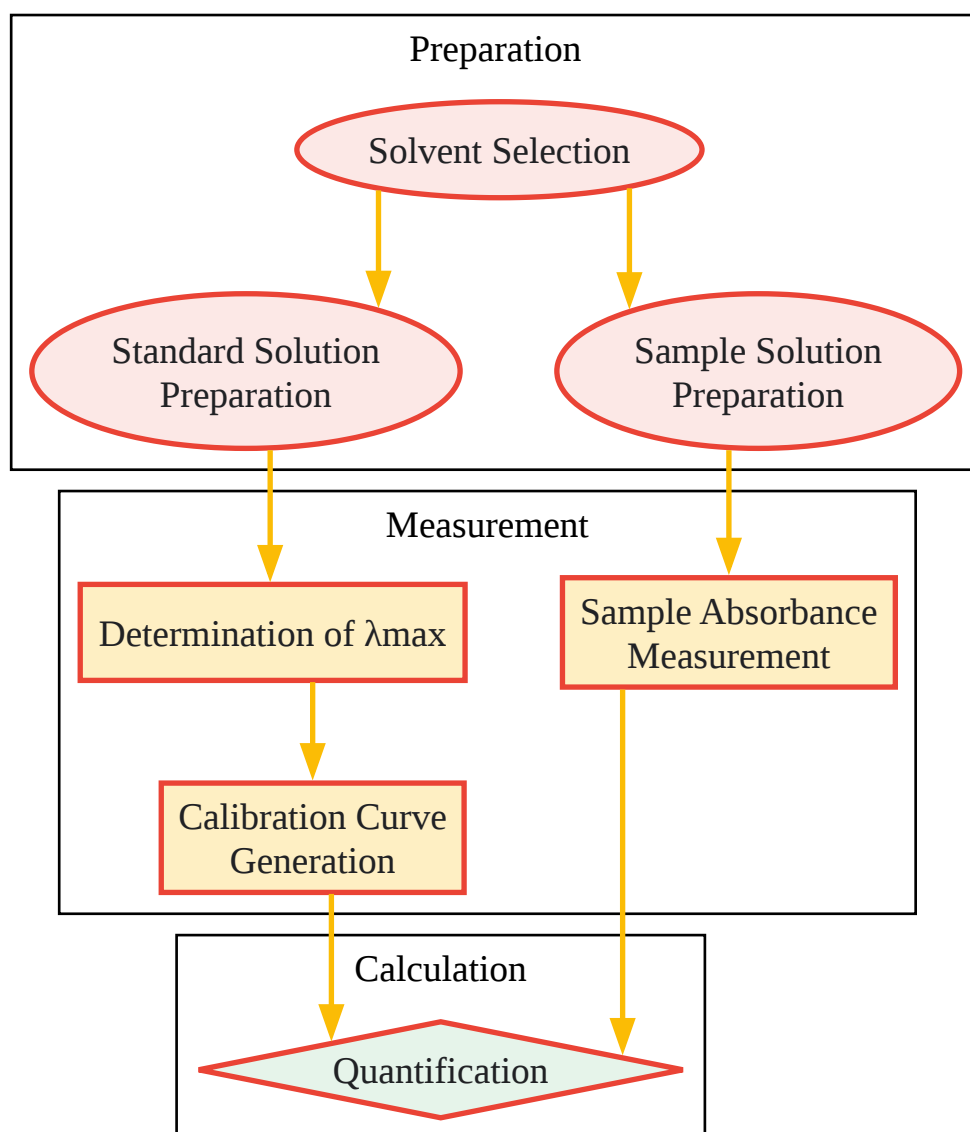 Preparation
Solvent Selection
Standard Solution
Preparation
Sample Solution
Preparation
Measurement
Determination of λmax
Sample Absorbance
Measurement
Calibration Curve
Generation
Calculation
Quantification